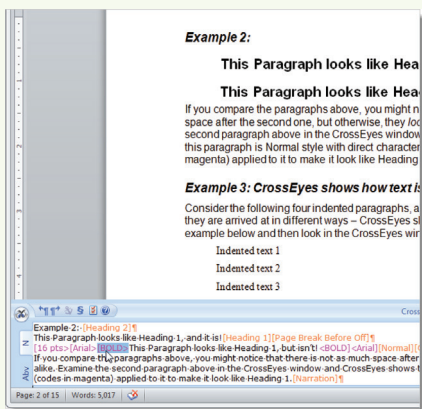 Example 2:
This Paragraph looks like Hea
This Paragraph looks like Hea
If you compare the paragraphs above, you might n
space after the second one, but otherwise, they loo
second paragraph above in the CrossEyes window
this paragraph is Normal style with direct character
magenta) applied to it to make it look like Heading
Example 3: CrossEyes shows how text is
Consider the following four indented paragraphs, a
they are arrived at in different ways – CrossEyes sh
example below and then look in the CrossEyes win
Indented text 1
Indented text 2
Indented text 3
Cross
Example 2: [Heading 2]¶
This Paragraph looks like Heading 1, and it is! [Heading 1][Page Break Before Off]¶
[16 pts>[Arial>[BOLD> This Paragraph looks like Heading 1, but isn't! <BOLD]<Arial][Normal][
If you compare the paragraphs above, you might notice that there is not as much space after
alike. Examine the second paragraph above in the CrossEyes window and CrossEyes shows t
(codes in magenta) applied to it to make it look like Heading 1. [Narration]¶
N
Abv
Page: 2 of 15 Words: 5,017